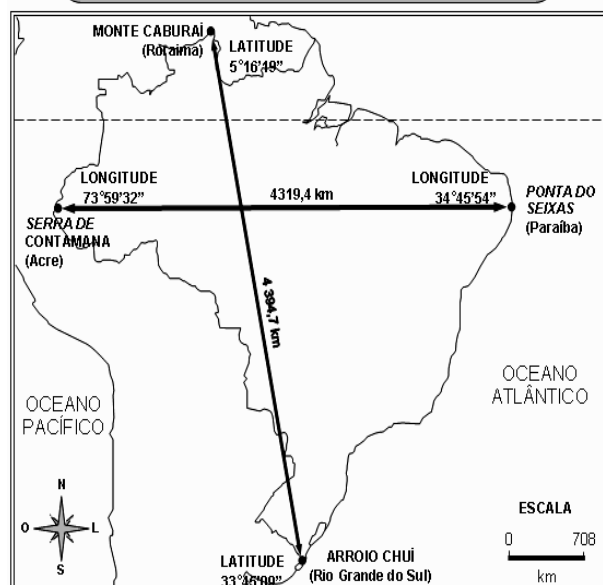 MONTE CABURAÍ
(Roraima)
LATITUDE
5°16'19"
LONGITUDE
73°59'32"
4319,4 km
LONGITUDE
34°45'54"
PONTA DO
SEIXAS
(Paraíba)
SERRA DE
CONTAMANA
(Acre)
4 394,7 km
OCEANO
PACÍFICO
OCEANO
ATLÂNTICO
N
O
L
S
ESCALA
0 708
km
LATITUDE
ARROIO CHUÍ
(Rio Grande do Sul)